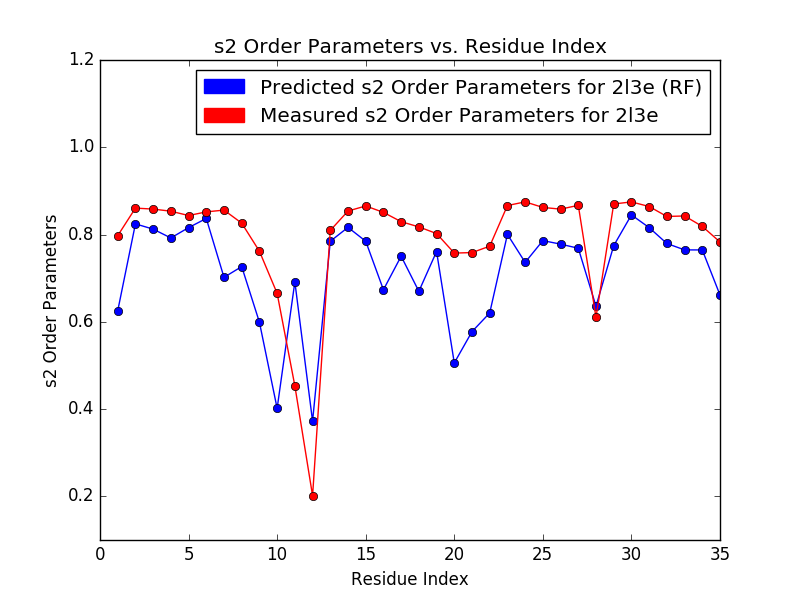 s2 Order Parameters vs. Residue Index
Predicted s2 Order Parameters for 2l3e (RF)
Measured s2 Order Parameters for 2l3e
s2 Order Parameters
1.2
1.0
0.8
0.6
0.4
0.2
0 5 10 15 20 25 30 35
Residue Index